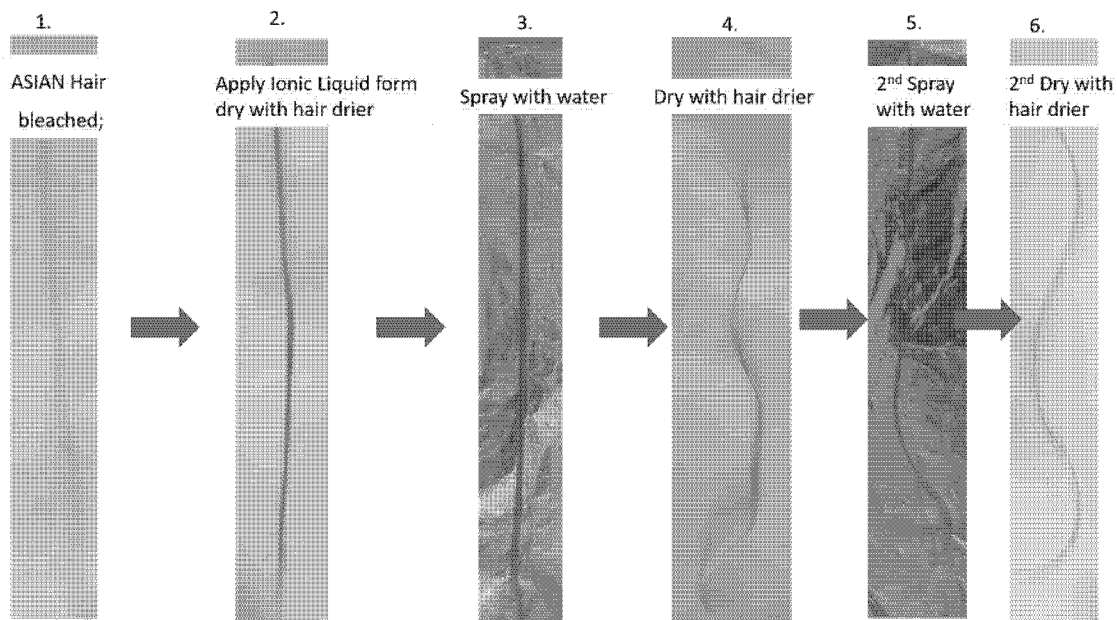 1.
ASIAN Hair
bleached;
2.
Apply Ionic Liquid form
dry with hair drier
3.
Spray with water
4.
Dry with hair drier
5.
2nd Spray
with water
6.
2nd Dry with
hair drier